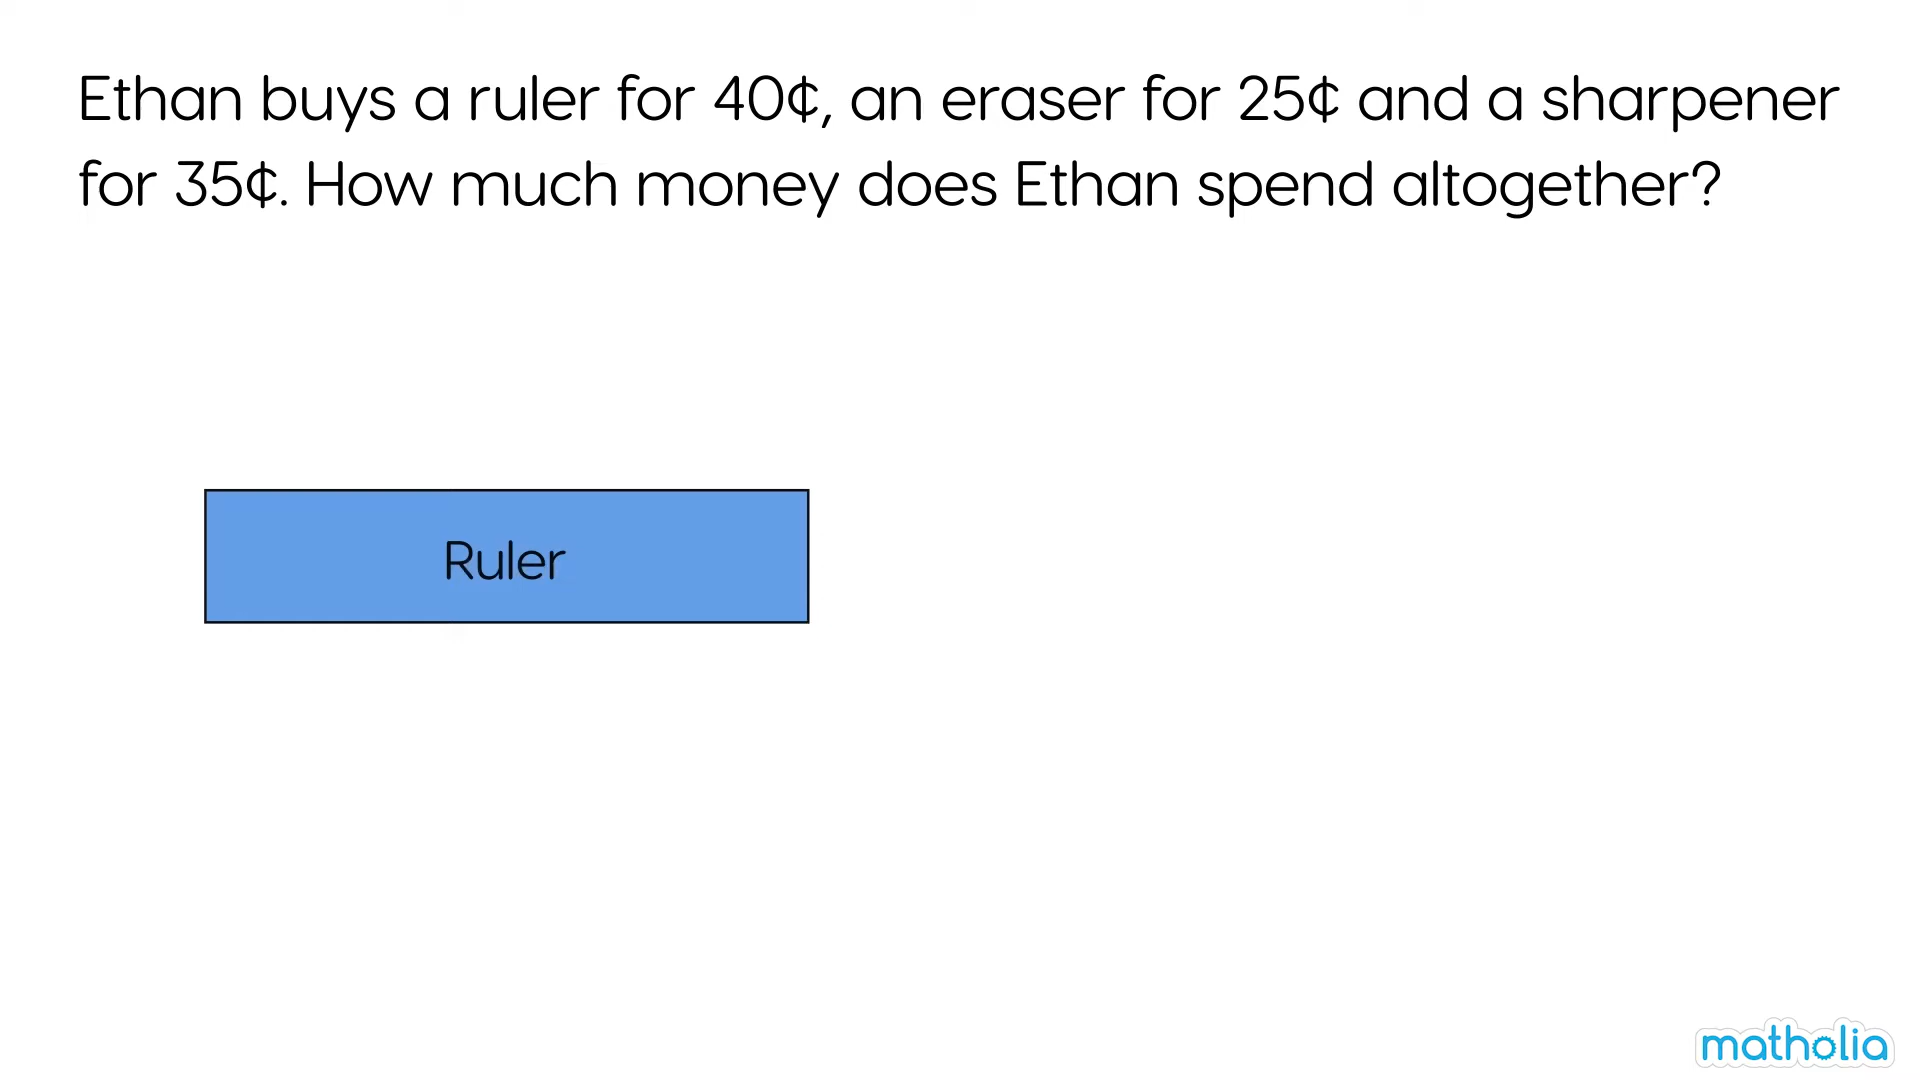 Ethan buys a ruler for 40¢, an eraser for 25¢ and a sharpener
for 35¢. How much money does Ethan spend altogether?
Ruler
matholia